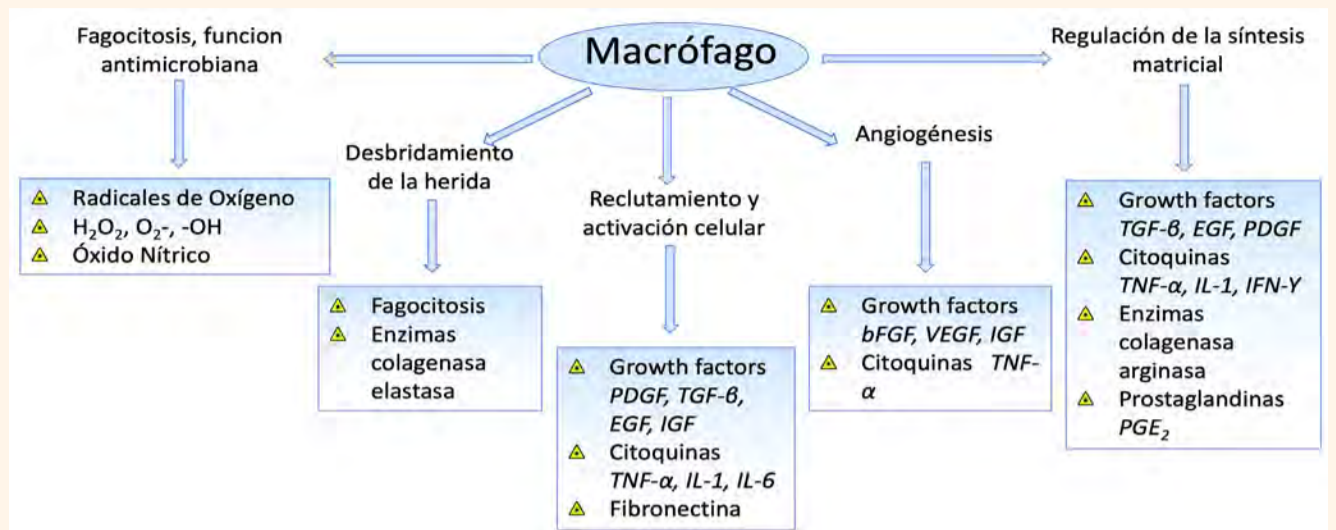 Macrófago
Fagocitosis, funcion
antimicrobiana
Radicales de Oxígeno
H₂O₂, O₂-, -OH
Óxido Nítrico
Desbridamiento
de la herida
Fagocitosis
Enzimas
colagenasa
elastasa
Reclutamiento y
activación celular
Growth factors
PDGF, TGF-β,
EGF, IGF
Citoquinas
TNF-α, IL-1, IL-6
Fibronectina
Angiogénesis
Growth factors
bFGF, VEGF, IGF
Citoquinas TNF-
α
Regulación de la síntesis
matricial
Growth factors
TGF-β, EGF, PDGF
Citoquinas
TNF-α, IL-1, IFN-Y
Enzimas
colagenasa
arginasa
Prostaglandinas
PGE₂